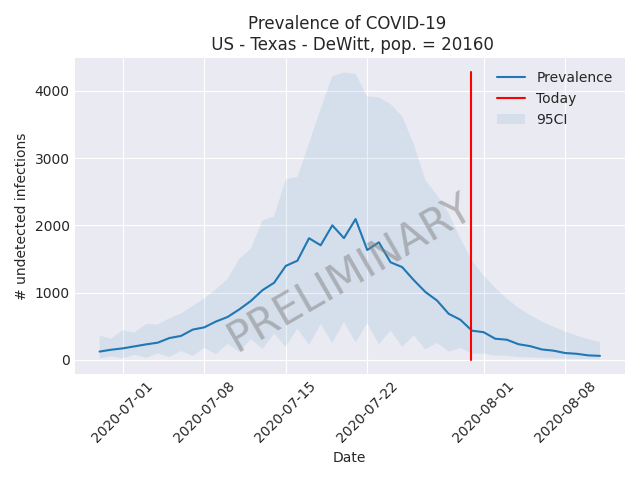 Prevalence of COVID-19
US - Texas - DeWitt, pop. = 20160
Prevalence
Today
95CI
# undetected infections
4000
3000
2000
1000
0
PRELIMINARY
2020-07-01
2020-07-08
2020-07-15
2020-07-22
2020-08-01
2020-08-08
Date